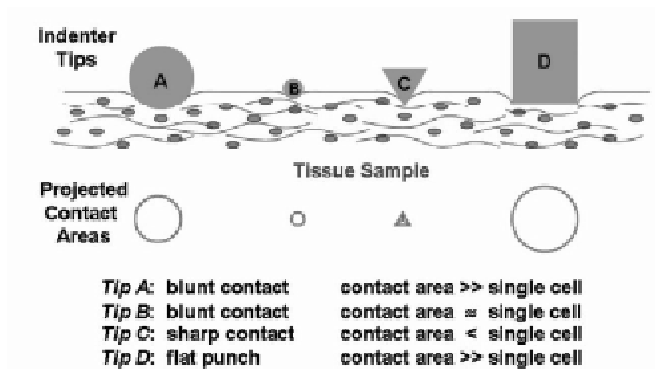 Indenter
Tips
A
B
C
D
Tissue Sample
Projected
Contact
Areas
Tip A: blunt contact contact area >> single cell
Tip B: blunt contact contact area ≈ single cell
Tip C: sharp contact contact area < single cell
Tip D: flat punch contact area >> single cell